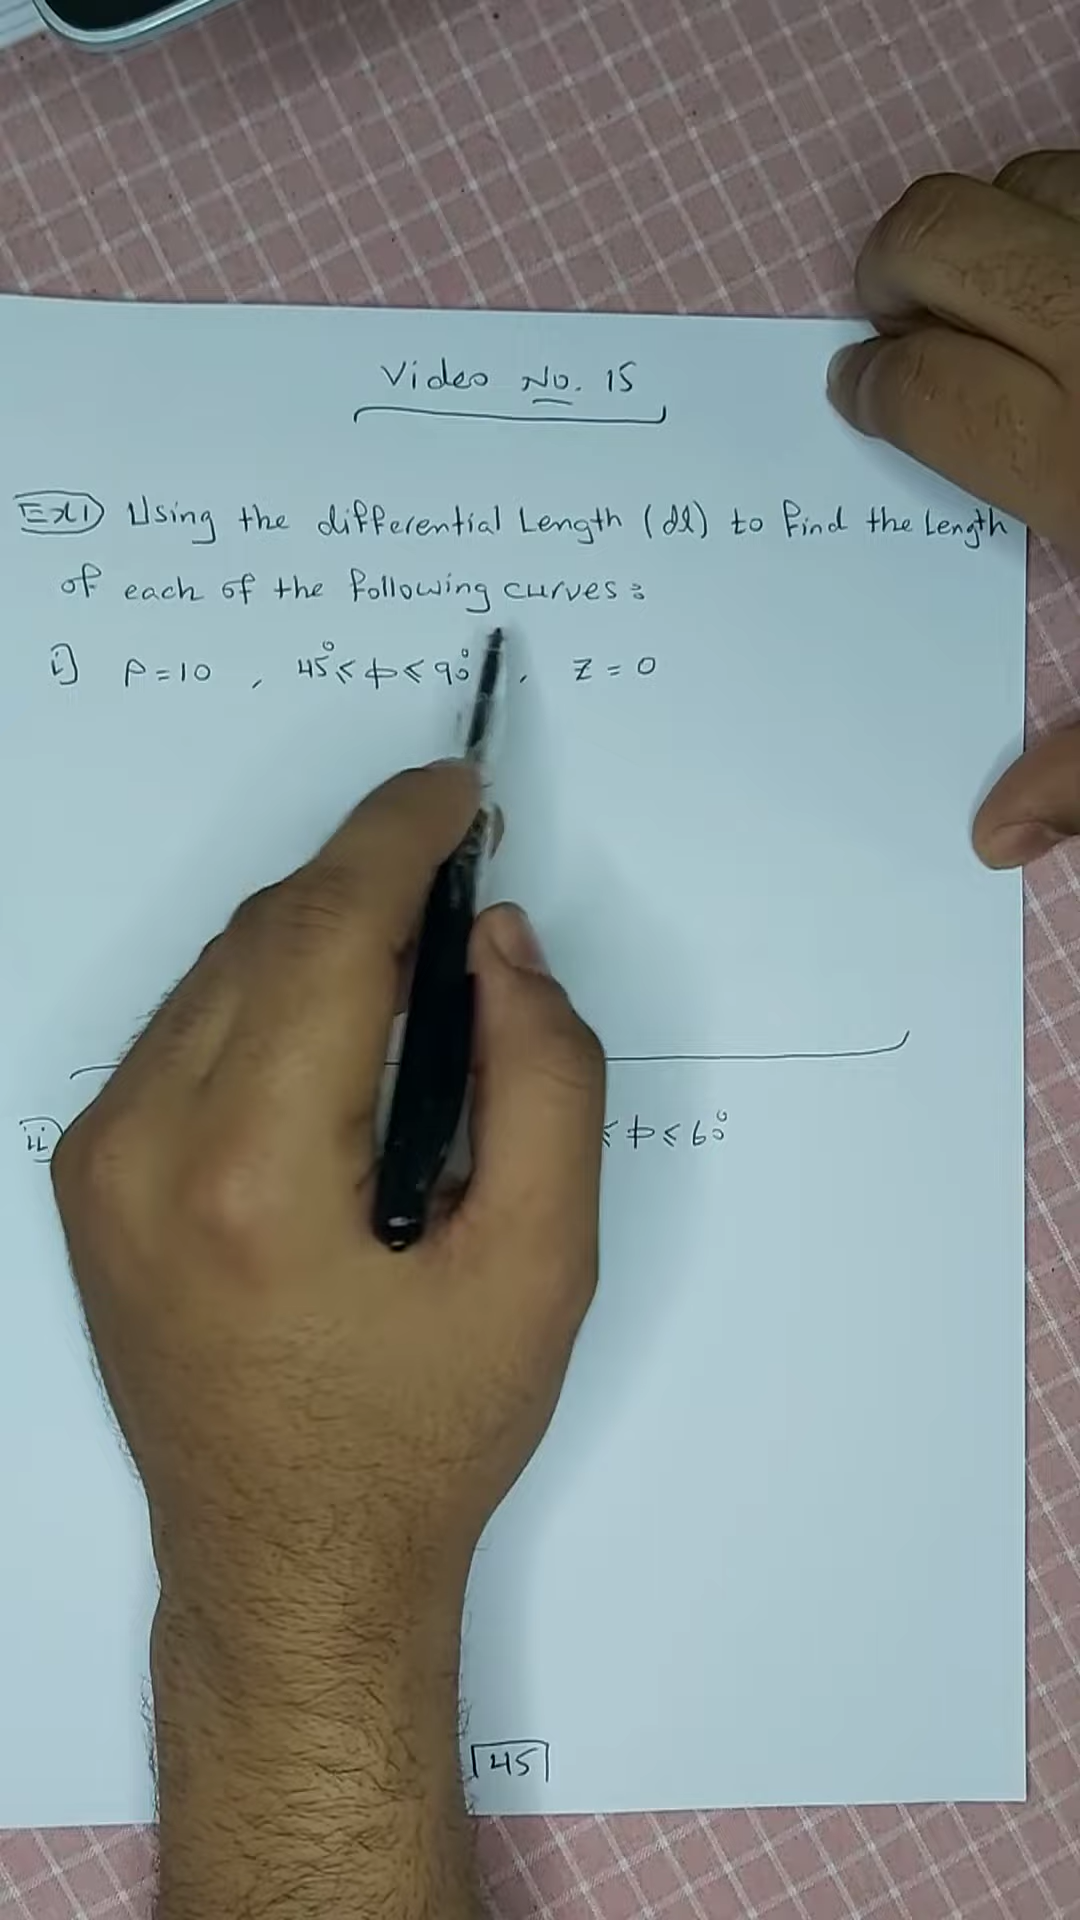 Video No. 15
Ex1 Using the differential Length (dl) to find the Length
of each of the following curves:
i] ρ = 10 , 45° ≤ ϕ ≤ 90° , z = 0
ii] ≤ ϕ ≤ 60°
45